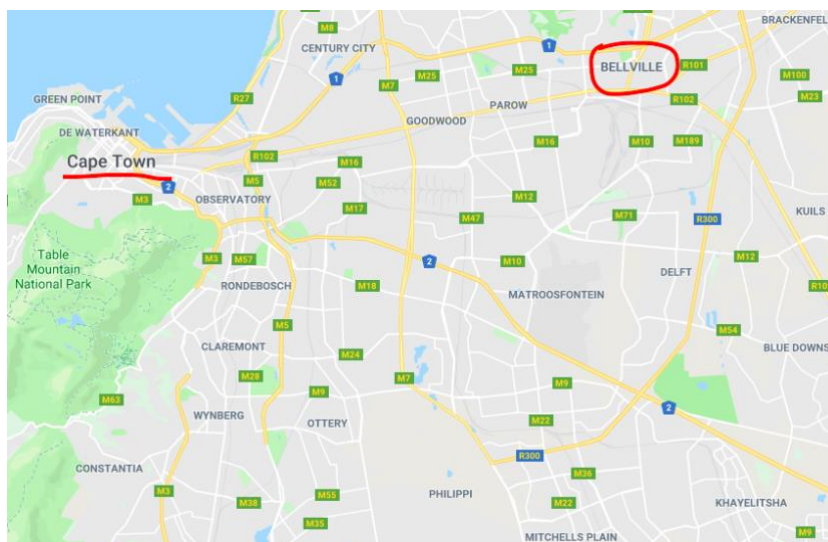 BRACKENFEL
M8
CENTURY CITY
1
BELLVILLE
R101
M25
M25
M7
M100
1
M23
GREEN POINT
R27
PAROW
R102
GOODWOOD
DE WATERKANT
M16
M10
M189
Cape Town
R102
M16
2
M5
M52
M3
OBSERVATORY
M12
M17
M47
M71
R300
KUILS
Table
Mountain
National Park
M3
M57
2
M10
M12
DELFT
RONDEBOSCH
M18
R10
MATROOSFONTEIN
M5
M54
CLAREMONT
M24
BLUE DOWNS
M28
M7
M9
M9
M63
2
WYNBERG
OTTERY
M22
R300
CONSTANTIA
M36
M3
M55
PHILIPPI
M38
M22
KHAYELITSHA
M35
MITCHELLS PLAIN
M9